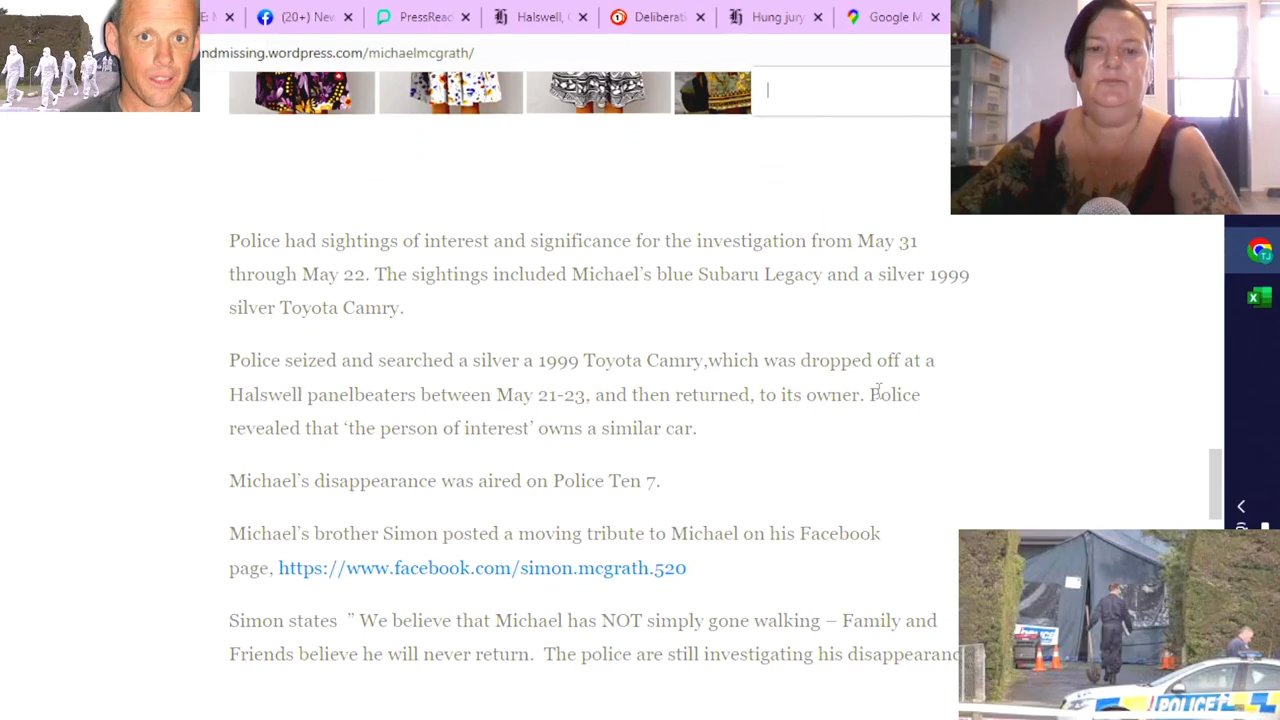 (20+) Nev
PressReac
Halswell, C
Deliberati
Hung jury
Google M
ndmissing.wordpress.com/michaelmcgrath/
Police had sightings of interest and significance for the investigation from May 31
through May 22. The sightings included Michael's blue Subaru Legacy and a silver 1999
silver Toyota Camry.
Police seized and searched a silver a 1999 Toyota Camry,which was dropped off at a
Halswell panelbeaters between May 21-23, and then returned, to its owner. Police
revealed that 'the person of interest' owns a similar car.
Michael's disappearance was aired on Police Ten 7.
Michael's brother Simon posted a moving tribute to Michael on his Facebook
page, https://www.facebook.com/simon.mcgrath.520
Simon states " We believe that Michael has NOT simply gone walking – Family and
Friends believe he will never return. The police are still investigating his disappearanc
TJ
POLICE